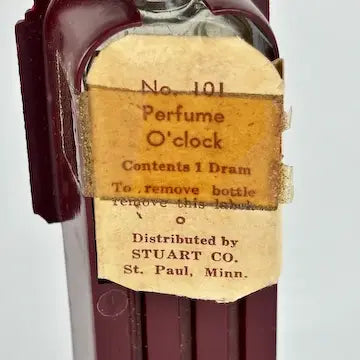 No. 101
Perfume
O'clock
Contents 1 Dram
To remove bottle
remove this label
Distributed by
STUART CO.
St. Paul, Minn.